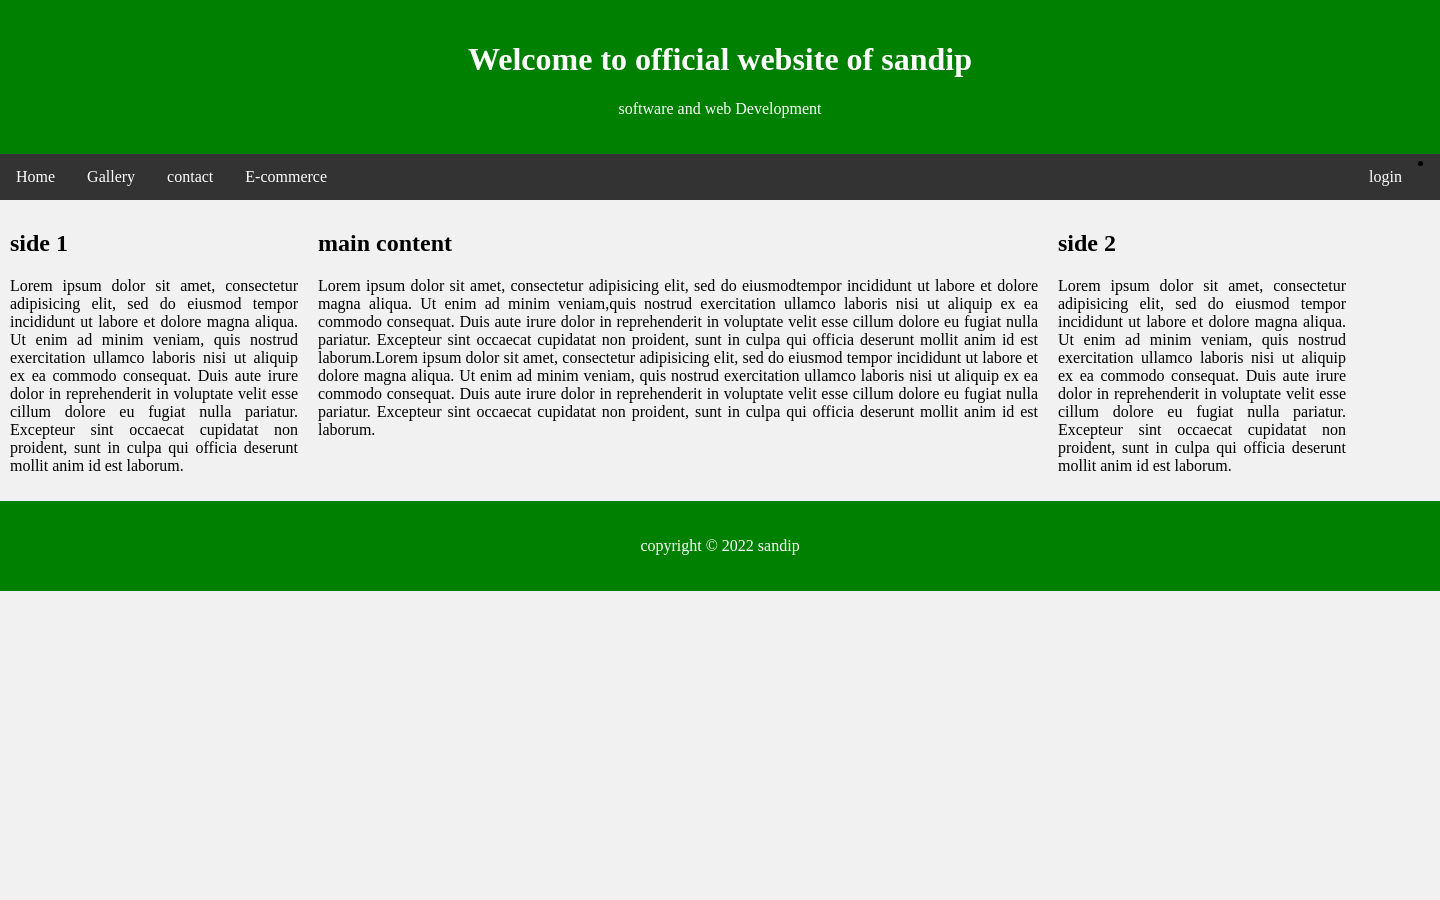 Welcome to official website of sandip
software and web Development
Home Gallery contact E-commerce login
side 1
Lorem ipsum dolor sit amet, consectetur
adipisicing elit, sed do eiusmod tempor
incididunt ut labore et dolore magna aliqua.
Ut enim ad minim veniam, quis nostrud
exercitation ullamco laboris nisi ut aliquip
ex ea commodo consequat. Duis aute irure
dolor in reprehenderit in voluptate velit esse
cillum dolore eu fugiat nulla pariatur.
Excepteur sint occaecat cupidatat non
proident, sunt in culpa qui officia deserunt
mollit anim id est laborum.
main content
Lorem ipsum dolor sit amet, consectetur adipisicing elit, sed do eiusmodtempor incididunt ut labore et dolore
magna aliqua. Ut enim ad minim veniam,quis nostrud exercitation ullamco laboris nisi ut aliquip ex ea
commodo consequat. Duis aute irure dolor in reprehenderit in voluptate velit esse cillum dolore eu fugiat nulla
pariatur. Excepteur sint occaecat cupidatat non proident, sunt in culpa qui officia deserunt mollit anim id est
laborum.Lorem ipsum dolor sit amet, consectetur adipisicing elit, sed do eiusmod tempor incididunt ut labore et
dolore magna aliqua. Ut enim ad minim veniam, quis nostrud exercitation ullamco laboris nisi ut aliquip ex ea
commodo consequat. Duis aute irure dolor in reprehenderit in voluptate velit esse cillum dolore eu fugiat nulla
pariatur. Excepteur sint occaecat cupidatat non proident, sunt in culpa qui officia deserunt mollit anim id est
laborum.
side 2
Lorem ipsum dolor sit amet, consectetur
adipisicing elit, sed do eiusmod tempor
incididunt ut labore et dolore magna aliqua.
Ut enim ad minim veniam, quis nostrud
exercitation ullamco laboris nisi ut aliquip
ex ea commodo consequat. Duis aute irure
dolor in reprehenderit in voluptate velit esse
cillum dolore eu fugiat nulla pariatur.
Excepteur sint occaecat cupidatat non
proident, sunt in culpa qui officia deserunt
mollit anim id est laborum.
copyright © 2022 sandip